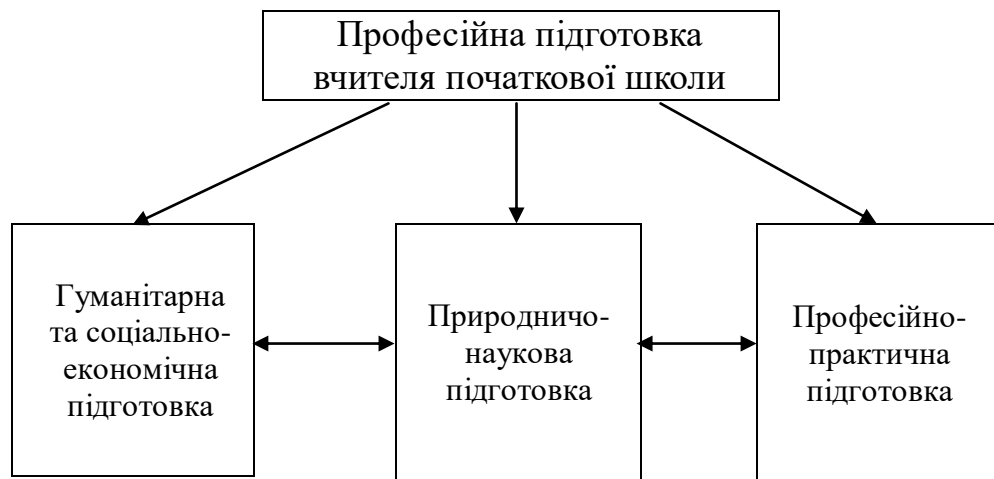 Професійна підготовка
вчителя початкової школи
Гуманітарна
та соціально-
економічна
підготовка
Природничо-
наукова
підготовка
Професійно-
практична
підготовка